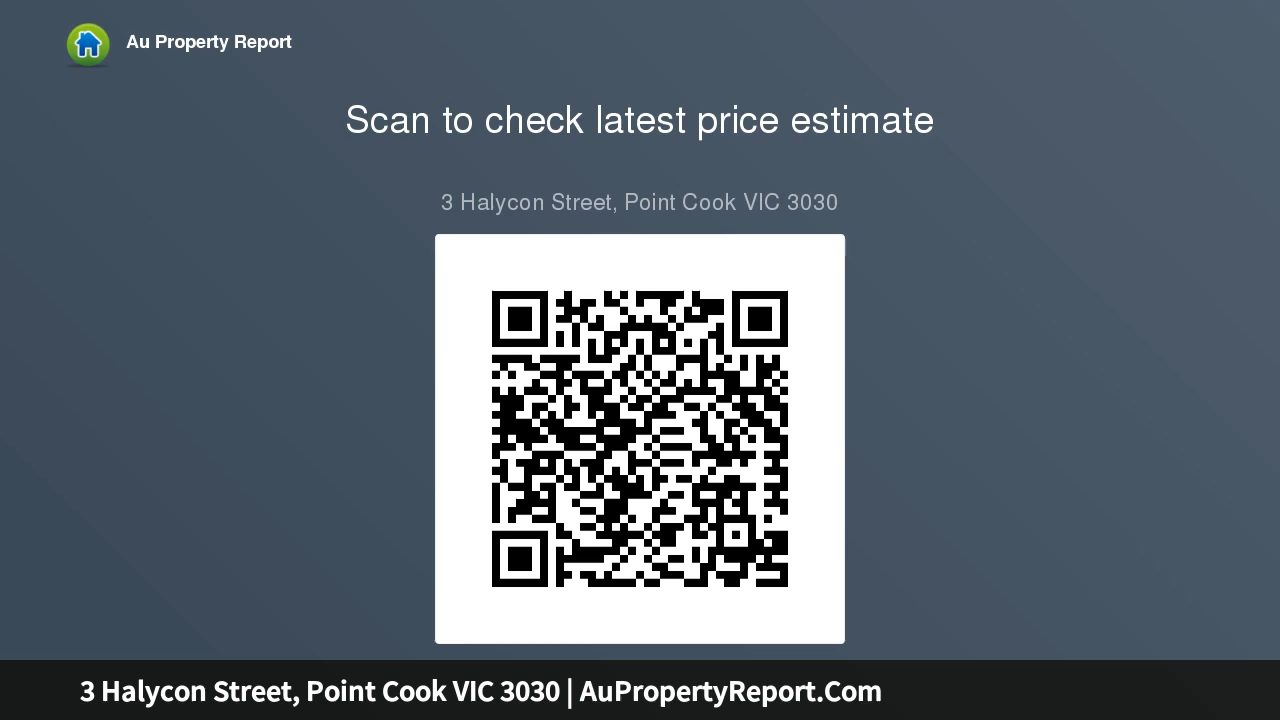 Au Property Report
Scan to check latest price estimate
3 Halycon Street, Point Cook VIC 3030
3 Halycon Street, Point Cook VIC 3030 | AuPropertyReport.Com